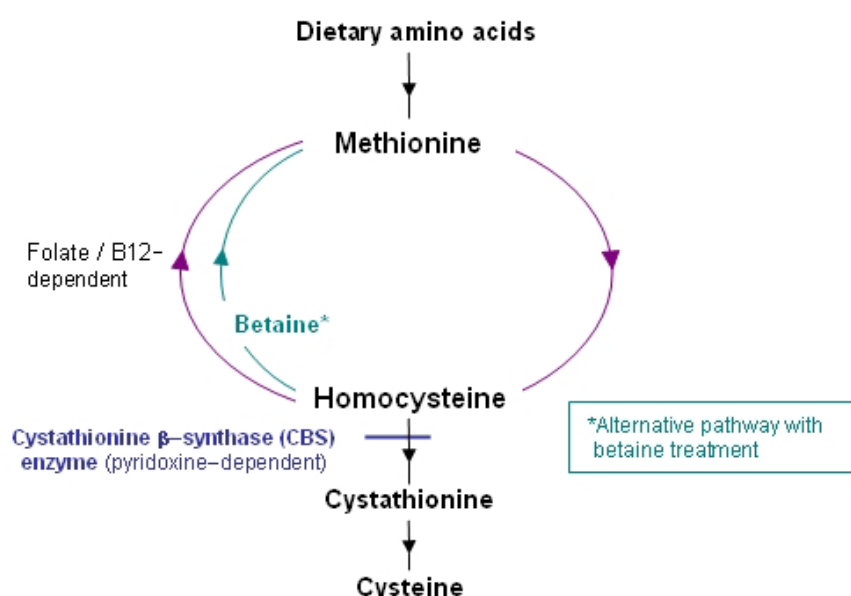 Dietary amino acids
Methionine
Folate / B12–
dependent
Betaine*
Homocysteine
Cystathionine β–synthase (CBS)
enzyme (pyridoxine–dependent)
*Alternative pathway with
betaine treatment
Cystathionine
Cysteine